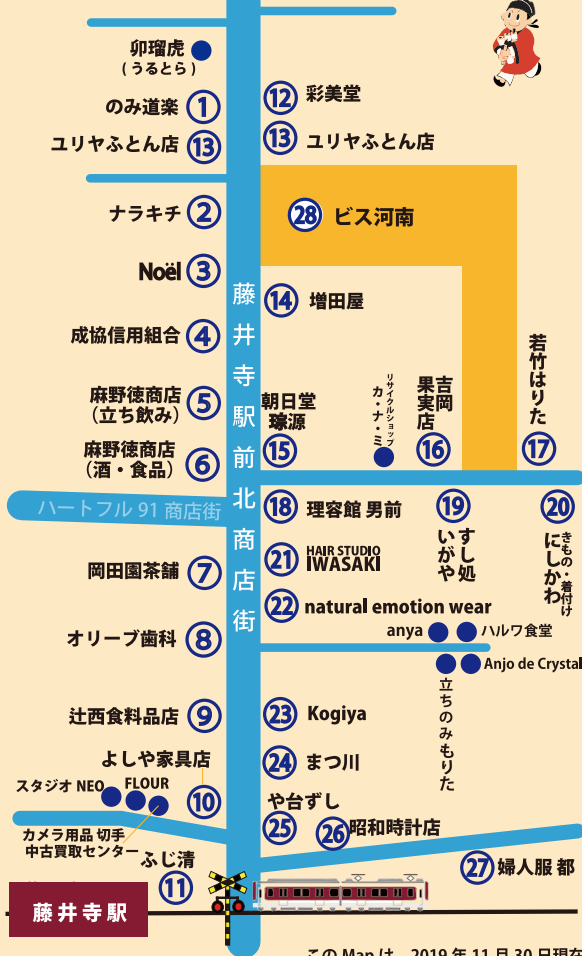 卯瑠虎
(うるとら)
のみ道楽 1
ユリヤふとん店 13
ナラキチ 2
Noël 3
成協信用組合 4
麻野徳商店
(立ち飲み) 5
麻野徳商店
(酒・食品) 6
ハートフル 91 商店街
岡田園茶舗 7
オリーブ歯科 8
辻西食料品店 9
よしや家具店
10
スタジオ NEO
FLOUR
カメラ用品 切手
中古買取センター
ふじ清
11
藤井寺駅
藤井寺駅前北商店街
12 彩美堂
13 ユリヤふとん店
28 ビス河南
14 増田屋
朝日堂
琢源
15
リサイクルショップ
カ・ナ・ミ
吉岡
果実店
16
若竹はりた
17
18 理容館 男前
19
すし処
いがや
20
きもの・着付け
にしかわ
21 HAIR STUDIO
IWASAKI
22 natural emotion wear
anya
ハルワ食堂
Anjo de Crystal
立ちのみもりた
23 Kogiya
24 まつ川
や台ずし
25
26 昭和時計店
27 婦人服 都
この Map は、2019 年 11 月 30 日現在